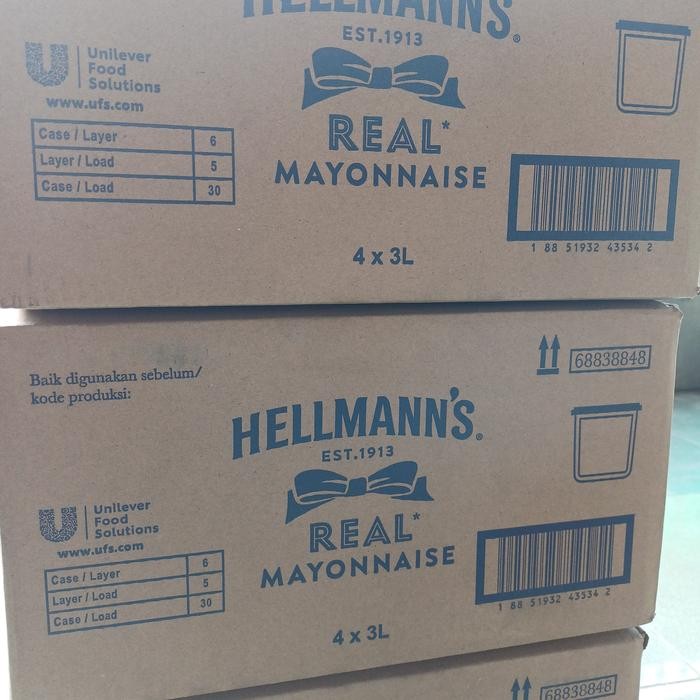 HELLMANN'S®
EST.1913
REAL*
MAYONNAISE
4 x 3L
Unilever
Food
Solutions
www.ufs.com
Case / Layer 6
Layer / Load 5
Case / Load 30
1 88 51932 43534 2
68838848
Baik digunakan sebelum/
kode produksi:
HELLMANN'S®
EST.1913
REAL*
MAYONNAISE
4 x 3L
Unilever
Food
Solutions
www.ufs.com
Case / Layer 6
Layer / Load 5
Case / Load 30
1 88 51932 43534 2
68838848